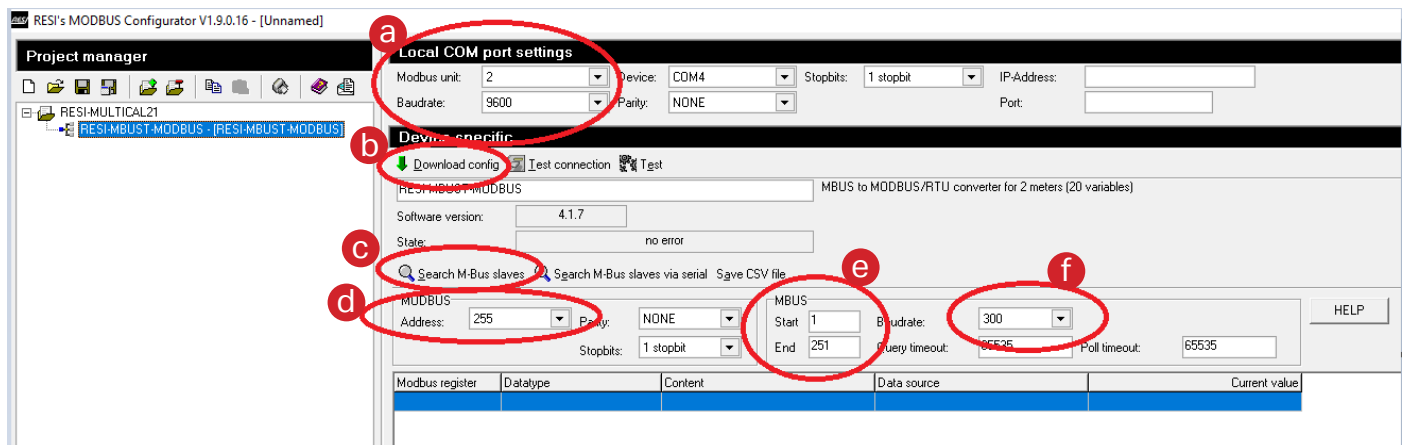 RESI's MODBUS Configurator V1.9.0.16 - [Unnamed]
Project manager
RESI-MULTICAL21
RESI-MBUST-MODBUS - [RESI-MBUST-MODBUS]
a
Local COM port settings
Modbus unit: 2 Device: COM4 Stopbits: 1 stopbit IP-Address:
Baudrate: 9600 Parity: NONE Port:
Device specific
b
Download config Test connection Test
RESI-MBUST-MODBUS MBUS to MODBUS/RTU converter for 2 meters (20 variables)
Software version: 4.1.7
State: no error
c
Search M-Bus slaves Search M-Bus slaves via serial Save CSV file
d e f
MODBUS MBUS
Address: 255 Parity: NONE Start 1 Baudrate: 300 HELP
Stopbits: 1 stopbit End 251 Query timeout: 65535 Poll timeout: 65535
Modbus register Datatype Content Data source Current value